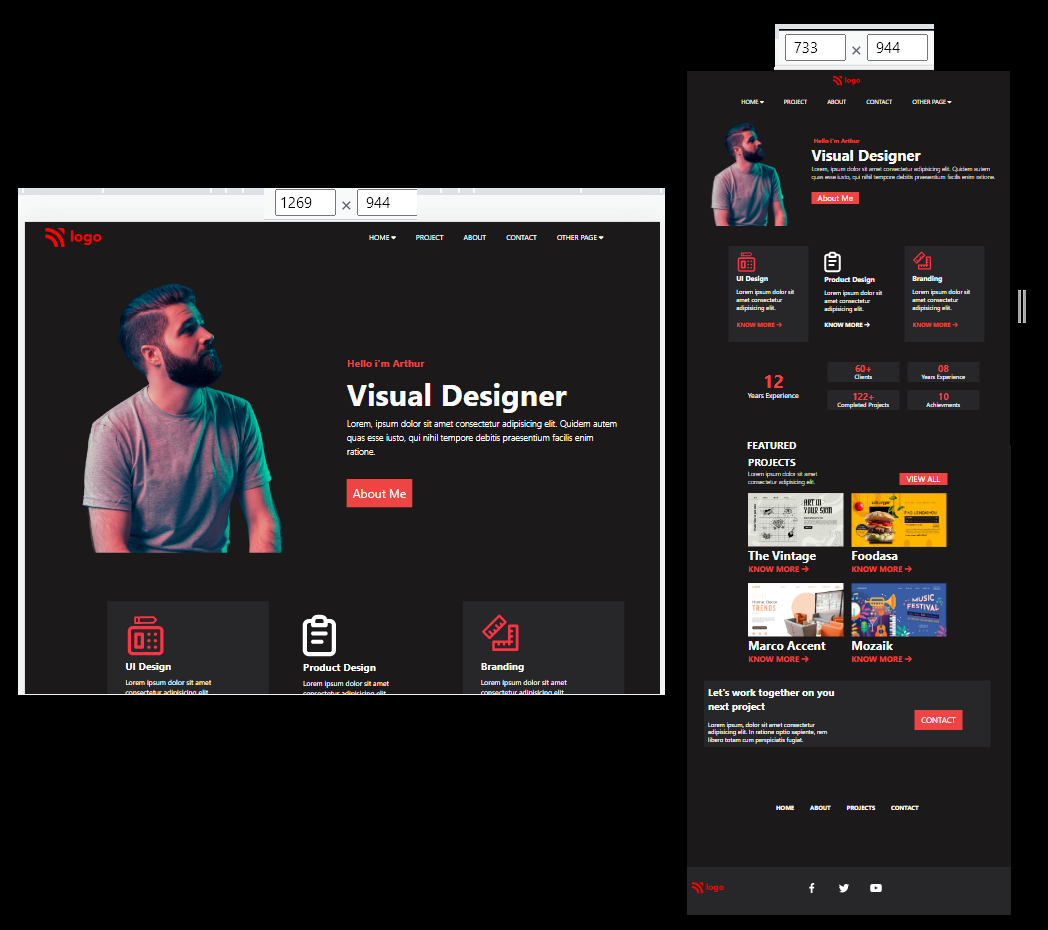 1269 × 944
logo
HOME PROJECT ABOUT CONTACT OTHER PAGE
Hello i'm Arthur
Visual Designer
Lorem, ipsum dolor sit amet consectetur adipisicing elit. Quidem autem
quas esse iusto, qui nihil tempore debitis praesentium facilis enim
ratione.
About Me
UI Design
Lorem ipsum dolor sit amet
consectetur adipisicing elit.
Product Design
Lorem ipsum dolor sit amet
consectetur adipisicing elit.
Branding
Lorem ipsum dolor sit amet
consectetur adipisicing elit.
733 × 944
logo
HOME PROJECT ABOUT CONTACT OTHER PAGE
Hello i'm Arthur
Visual Designer
Lorem, ipsum dolor sit amet consectetur adipisicing elit. Quidem autem
quas esse iusto, qui nihil tempore debitis praesentium facilis enim ratione.
About Me
UI Design
Lorem ipsum dolor sit
amet consectetur
adipisicing elit.
KNOW MORE →
Product Design
Lorem ipsum dolor sit
amet consectetur
adipisicing elit.
KNOW MORE →
Branding
Lorem ipsum dolor sit
amet consectetur
adipisicing elit.
KNOW MORE →
12
Years Experience
60+
Clients
08
Years Experience
122+
Completed Projects
10
Achievments
FEATURED
PROJECTS
Lorem ipsum dolor sit amet
consectetur adipisicing elit.
VIEW ALL
ART IN
YOUR SKIN
The Vintage
KNOW MORE →
Foodasa
KNOW MORE →
Home Decor
TRENDS
Marco Accent
KNOW MORE →
MUSIC
FESTIVAL
Mozaik
KNOW MORE →
Let's work together on you
next project
Lorem ipsum, dolor sit amet consectetur
adipisicing elit. In ratione optio sapiente, rem
libero totam cum perspiciatis fugiat.
CONTACT
HOME ABOUT PROJECTS CONTACT
logo